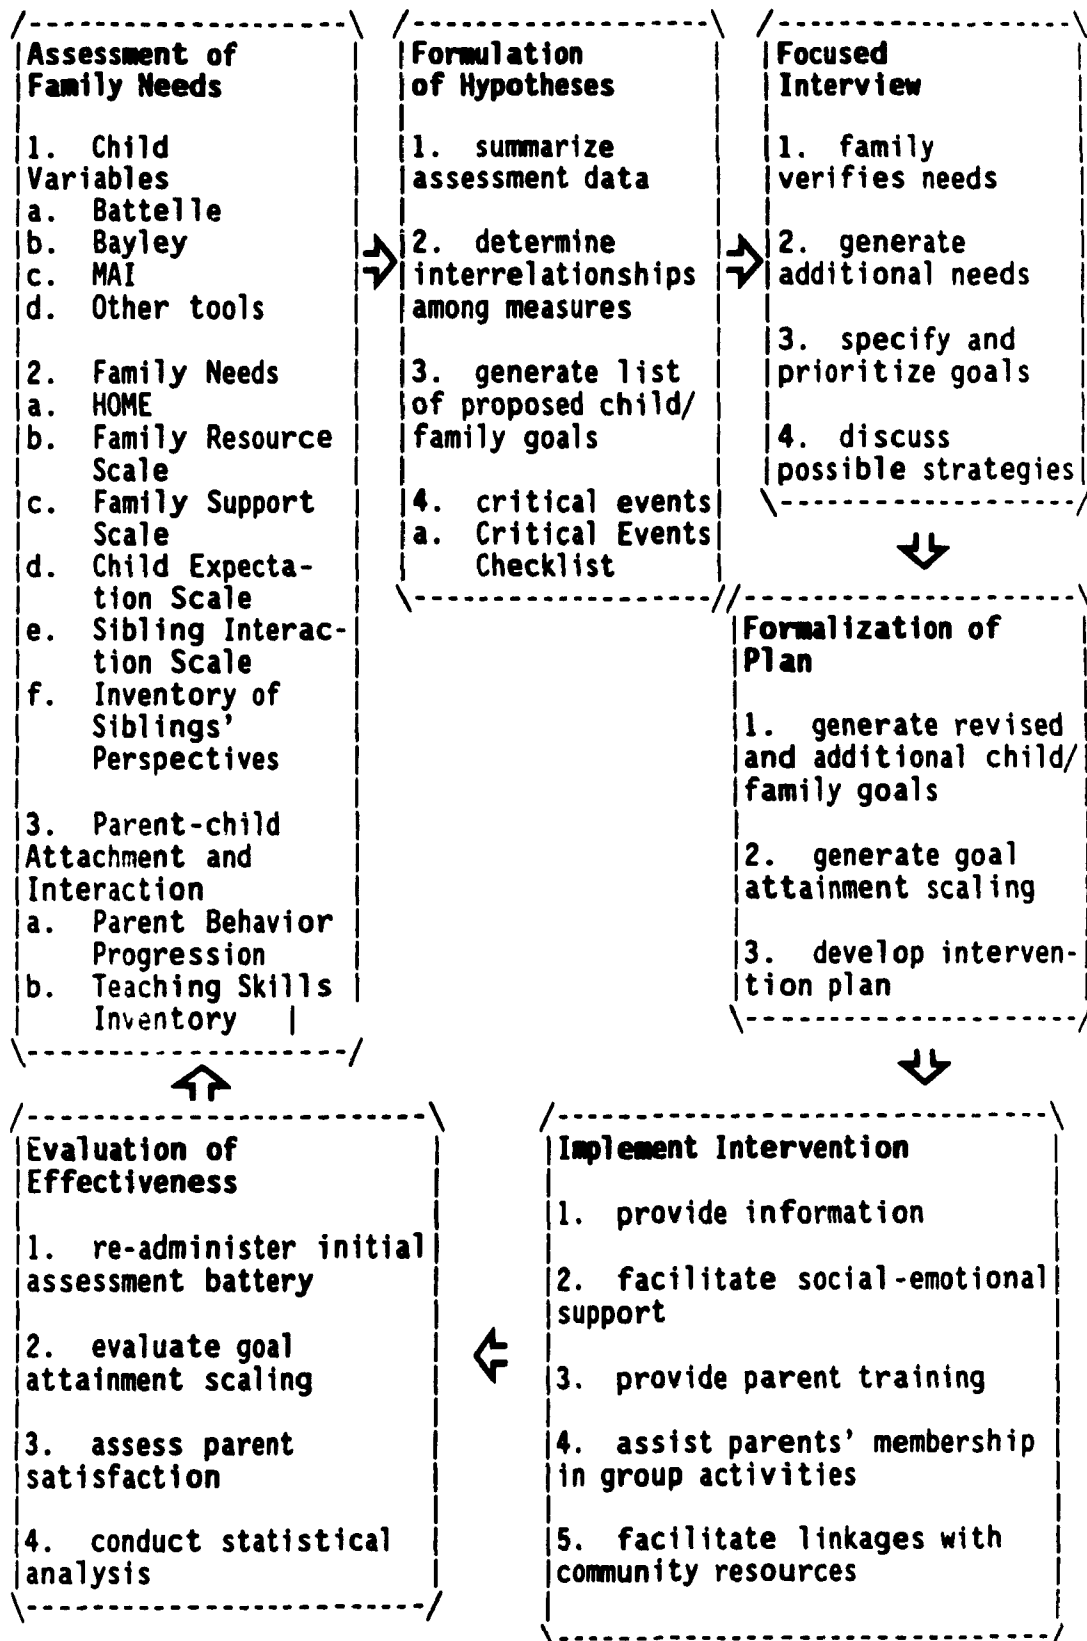 Assessment of
Family Needs
1. Child
Variables
a. Battelle
b. Bayley
c. MAI
d. Other tools
2. Family Needs
a. HOME
b. Family Resource
Scale
c. Family Support
Scale
d. Child Expecta-
tion Scale
e. Sibling Interac-
tion Scale
f. Inventory of
Siblings'
Perspectives
3. Parent-child
Attachment and
Interaction
a. Parent Behavior
Progression
b. Teaching Skills
Inventory
Formulation
of Hypotheses
1. summarize
assessment data
2. determine
interrelationships
among measures
3. generate list
of proposed child/
family goals
4. critical events
a. Critical Events
Checklist
Focused
Interview
1. family
verifies needs
2. generate
additional needs
3. specify and
prioritize goals
4. discuss
possible strategies
Formalization of
Plan
1. generate revised
and additional child/
family goals
2. generate goal
attainment scaling
3. develop interven-
tion plan
Implement Intervention
1. provide information
2. facilitate social-emotional
support
3. provide parent training
4. assist parents' membership
in group activities
5. facilitate linkages with
community resources
Evaluation of
Effectiveness
1. re-administer initial
assessment battery
2. evaluate goal
attainment scaling
3. assess parent
satisfaction
4. conduct statistical
analysis